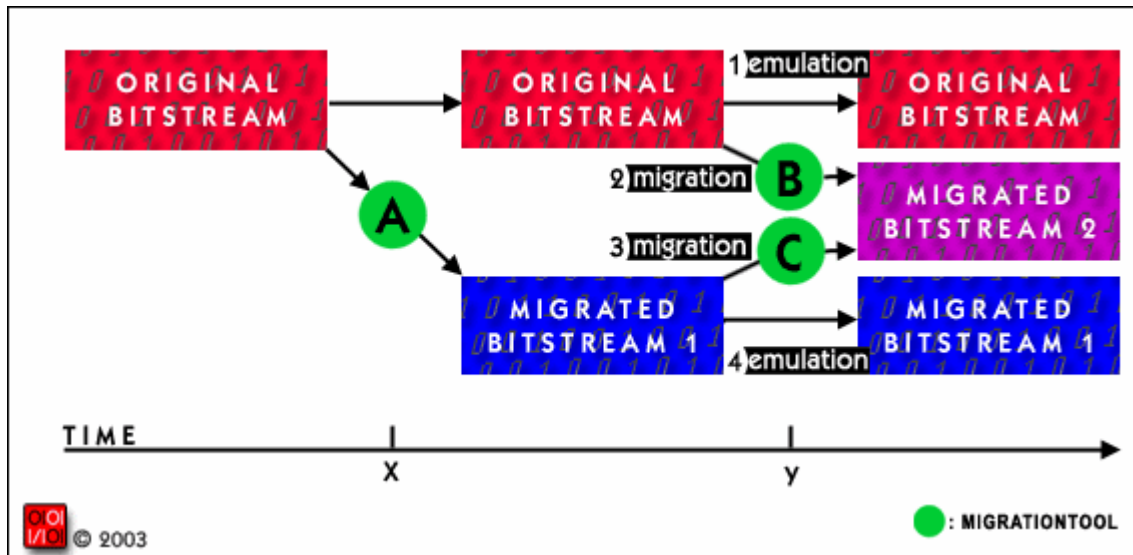 ORIGINAL
BITSTREAM
ORIGINAL
BITSTREAM
1) emulation
ORIGINAL
BITSTREAM
2) migration
B
MIGRATED
BITSTREAM 2
A
3) migration
C
MIGRATED
BITSTREAM 1
4) emulation
MIGRATED
BITSTREAM 1
TIME
X
y
© 2003
: MIGRATIONTOOL